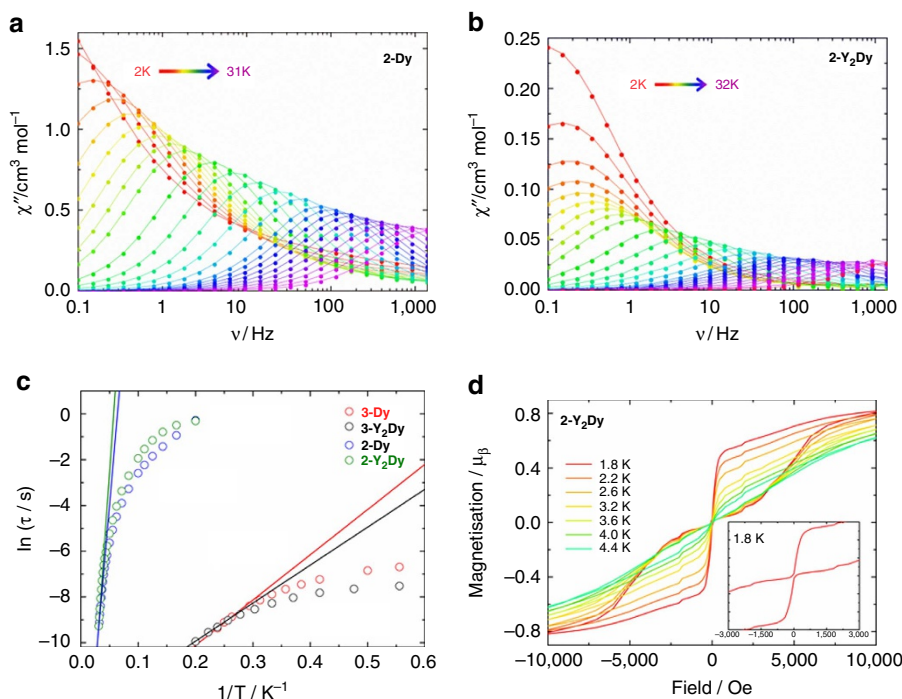 a
2-Dy
2K 31K
1.5
1.0
0.5
0.0
χ″/cm³ mol⁻¹
0.1 1 10 100 1,000
ν/Hz
b
2-Y₂Dy
2K 32K
0.25
0.20
0.15
0.10
0.05
0.00
χ″/cm³ mol⁻¹
0.1 1 10 100 1,000
ν/Hz
c
3-Dy
3-Y₂Dy
2-Dy
2-Y₂Dy
0
−2
−4
−6
−8
−10
ln (τ / s)
0.0 0.1 0.2 0.3 0.4 0.5 0.6
1/T / K⁻¹
d
2-Y₂Dy
1.8 K
2.2 K
2.6 K
3.2 K
3.6 K
4.0 K
4.4 K
0.8
0.4
0.0
−0.4
−0.8
Magnetisation / μᵦ
1.8 K
−3,000 −1,500 0 1,500 3,000
−10,000 −5,000 0 5,000 10,000
Field / Oe